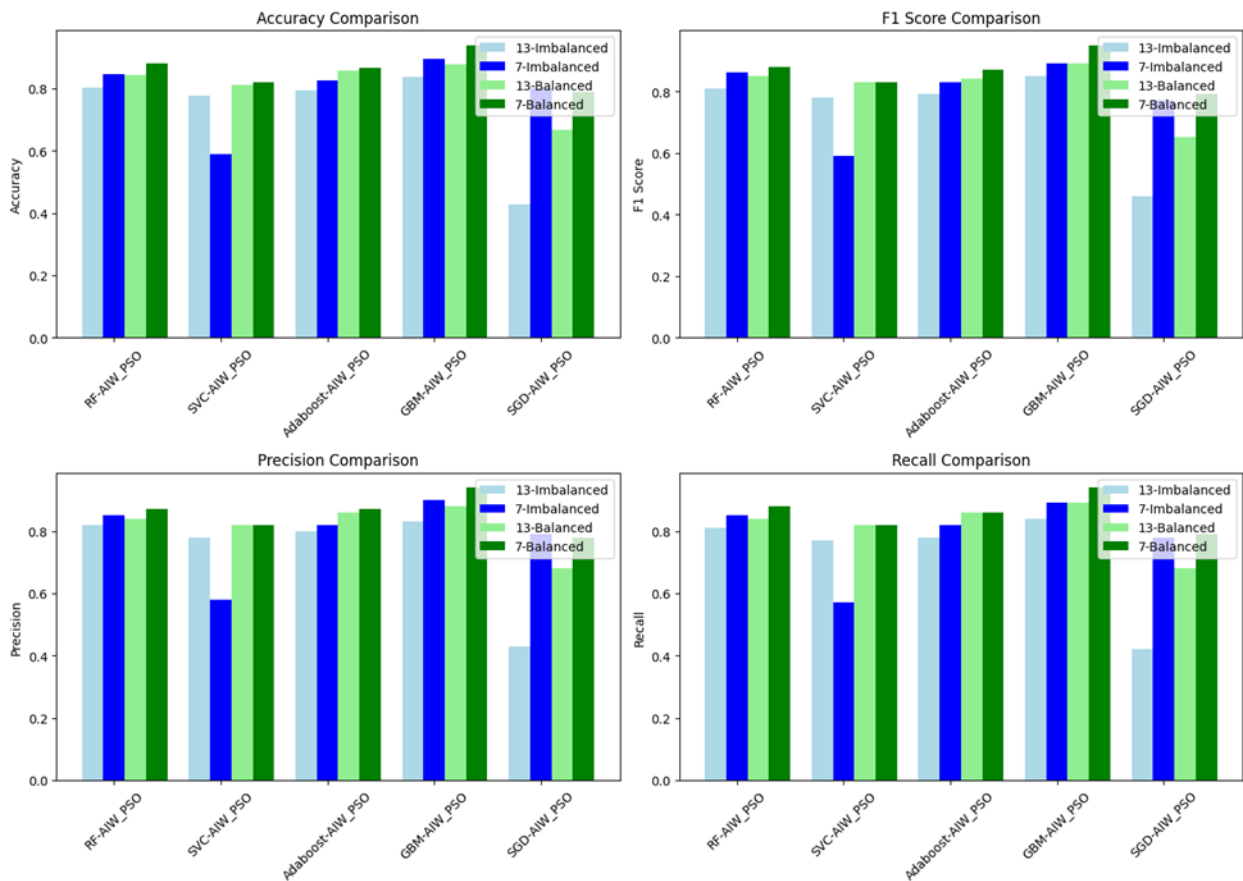 Accuracy Comparison
Accuracy
0.8
0.6
0.4
0.2
0.0
13-Imbalanced
7-Imbalanced
13-Balanced
7-Balanced
RF-AIW_PSO
SVC-AIW_PSO
Adaboost-AIW_PSO
GBM-AIW_PSO
SGD-AIW_PSO
F1 Score Comparison
F1 Score
0.8
0.6
0.4
0.2
0.0
13-Imbalanced
7-Imbalanced
13-Balanced
7-Balanced
RF-AIW_PSO
SVC-AIW_PSO
Adaboost-AIW_PSO
GBM-AIW_PSO
SGD-AIW_PSO
Precision Comparison
Precision
0.8
0.6
0.4
0.2
0.0
13-Imbalanced
7-Imbalanced
13-Balanced
7-Balanced
RF-AIW_PSO
SVC-AIW_PSO
Adaboost-AIW_PSO
GBM-AIW_PSO
SGD-AIW_PSO
Recall Comparison
Recall
0.8
0.6
0.4
0.2
0.0
13-Imbalanced
7-Imbalanced
13-Balanced
7-Balanced
RF-AIW_PSO
SVC-AIW_PSO
Adaboost-AIW_PSO
GBM-AIW_PSO
SGD-AIW_PSO